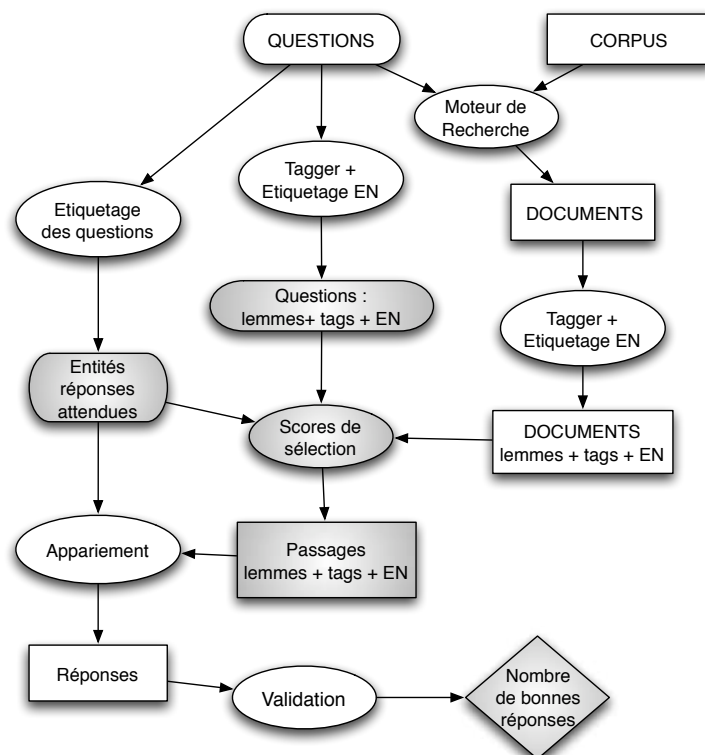 QUESTIONS
CORPUS
Moteur de
Recherche
Tagger +
Etiquetage EN
Etiquetage
des questions
DOCUMENTS
Questions :
lemmes+ tags + EN
Tagger +
Etiquetage EN
Entités
réponses
attendues
Scores de
sélection
DOCUMENTS
lemmes + tags + EN
Appariement
Passages
lemmes + tags + EN
Réponses
Validation
Nombre
de bonnes
réponses